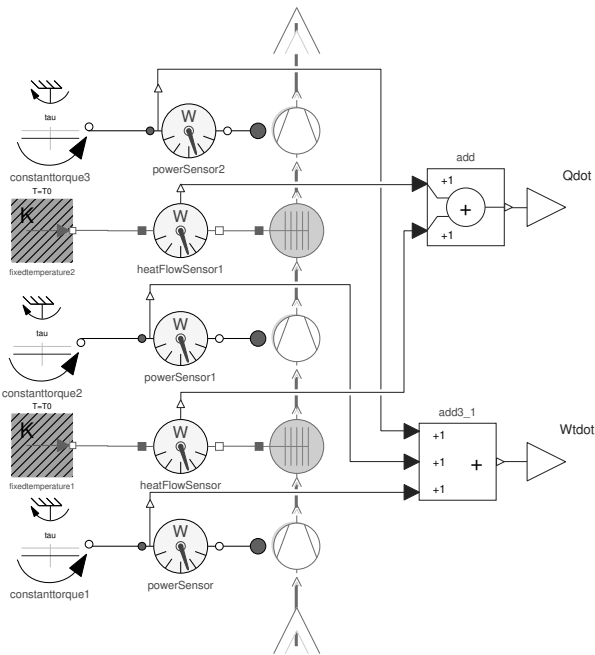 tau
W
constanttorque3
powerSensor2
add
Qdot
T=T0
+1
K
W
+
fixedtemperature2
heatFlowSensor1
+1
tau
W
constanttorque2
powerSensor1
T=T0
add3_1
Wtdot
K
W
+1
+1
+
fixedtemperature1
heatFlowSensor
+1
tau
W
constanttorque1
powerSensor